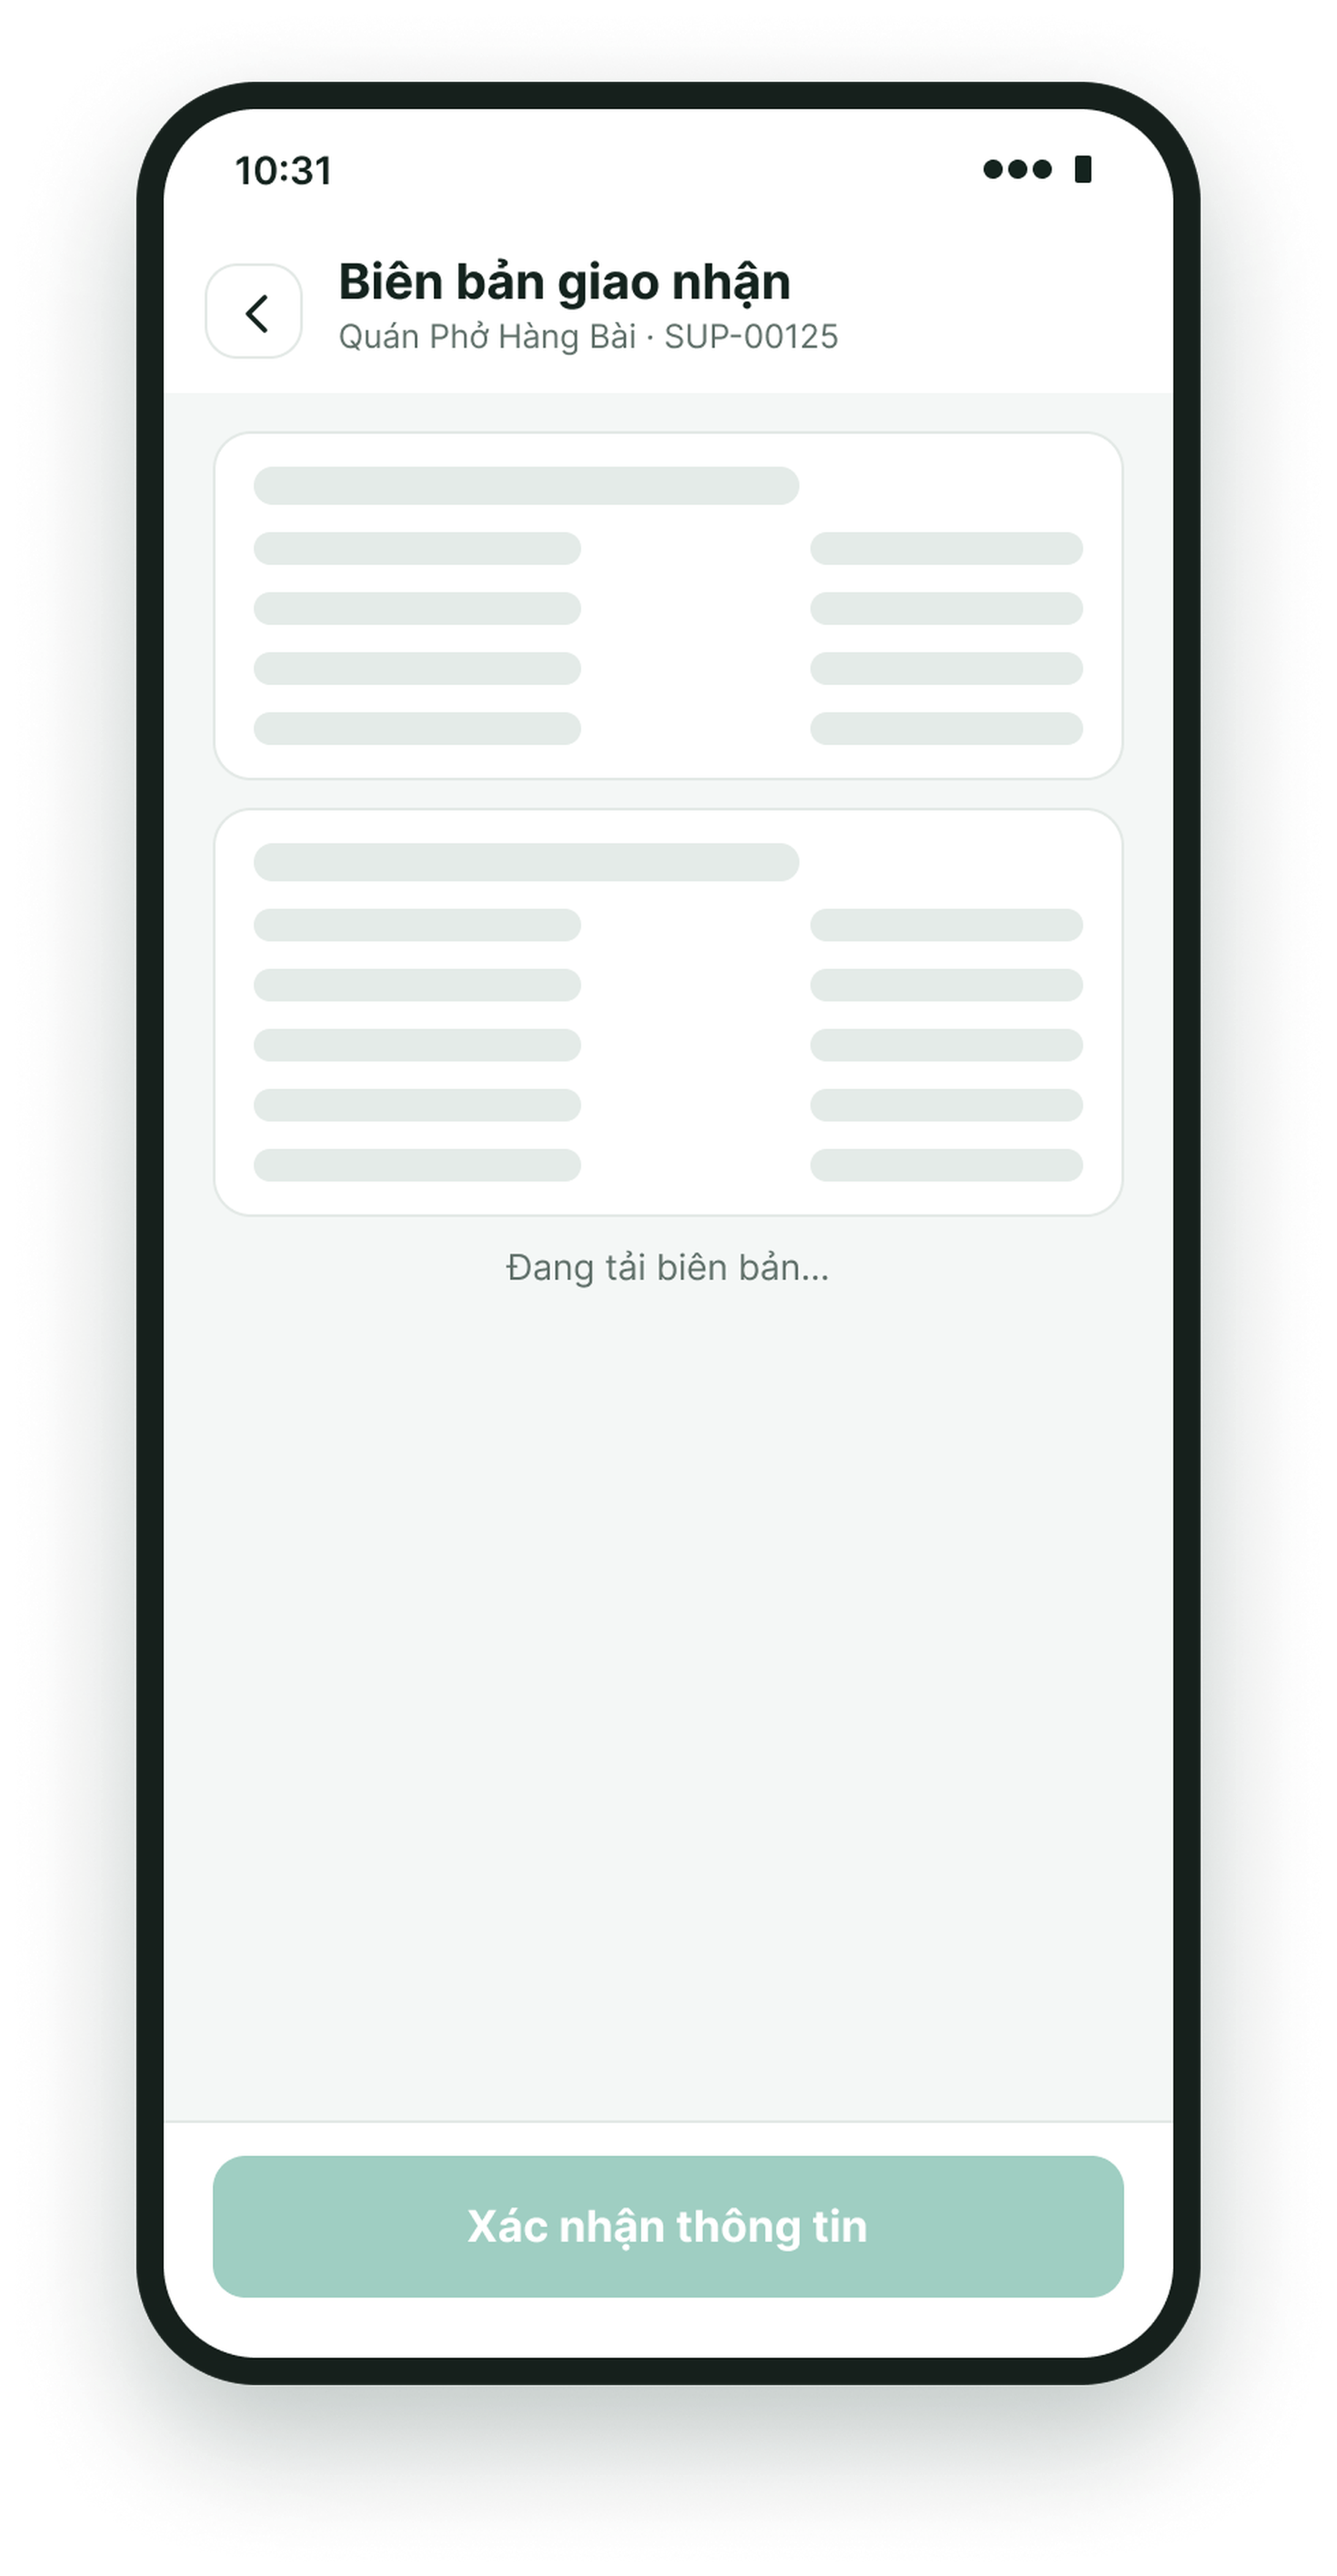 10:31
Biên bản giao nhận
Quán Phở Hàng Bài · SUP-00125
Đang tải biên bản...
Xác nhận thông tin